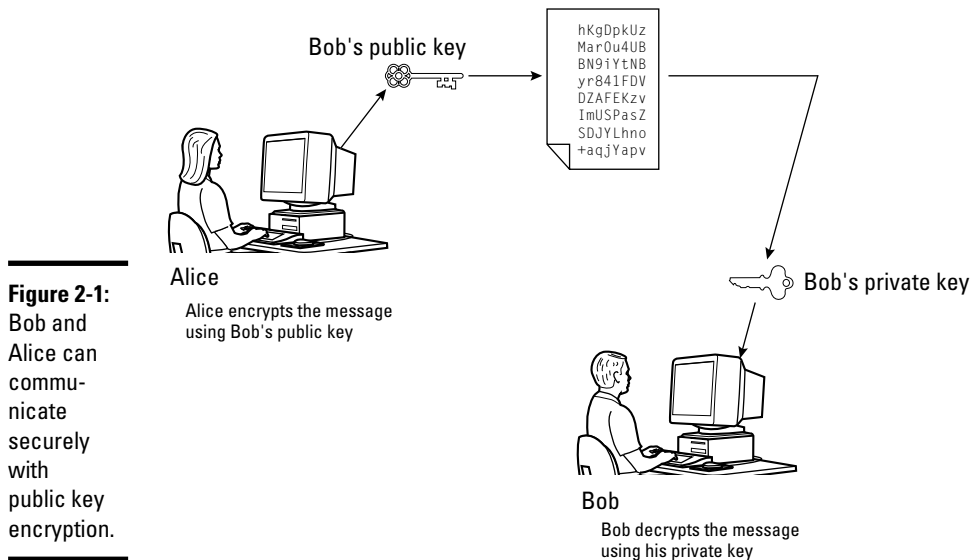 Bob's public key
hKgDpkUz
MarOu4UB
BN9iYtNB
yr841FDV
DZAFEKzv
ImUSPasZ
SDJYLhno
+aqjYapv
Alice
Alice encrypts the message
using Bob's public key
Bob's private key
Bob
Bob decrypts the message
using his private key
Figure 2-1:
Bob and
Alice can
commu-
nicate
securely
with
public key
encryption.